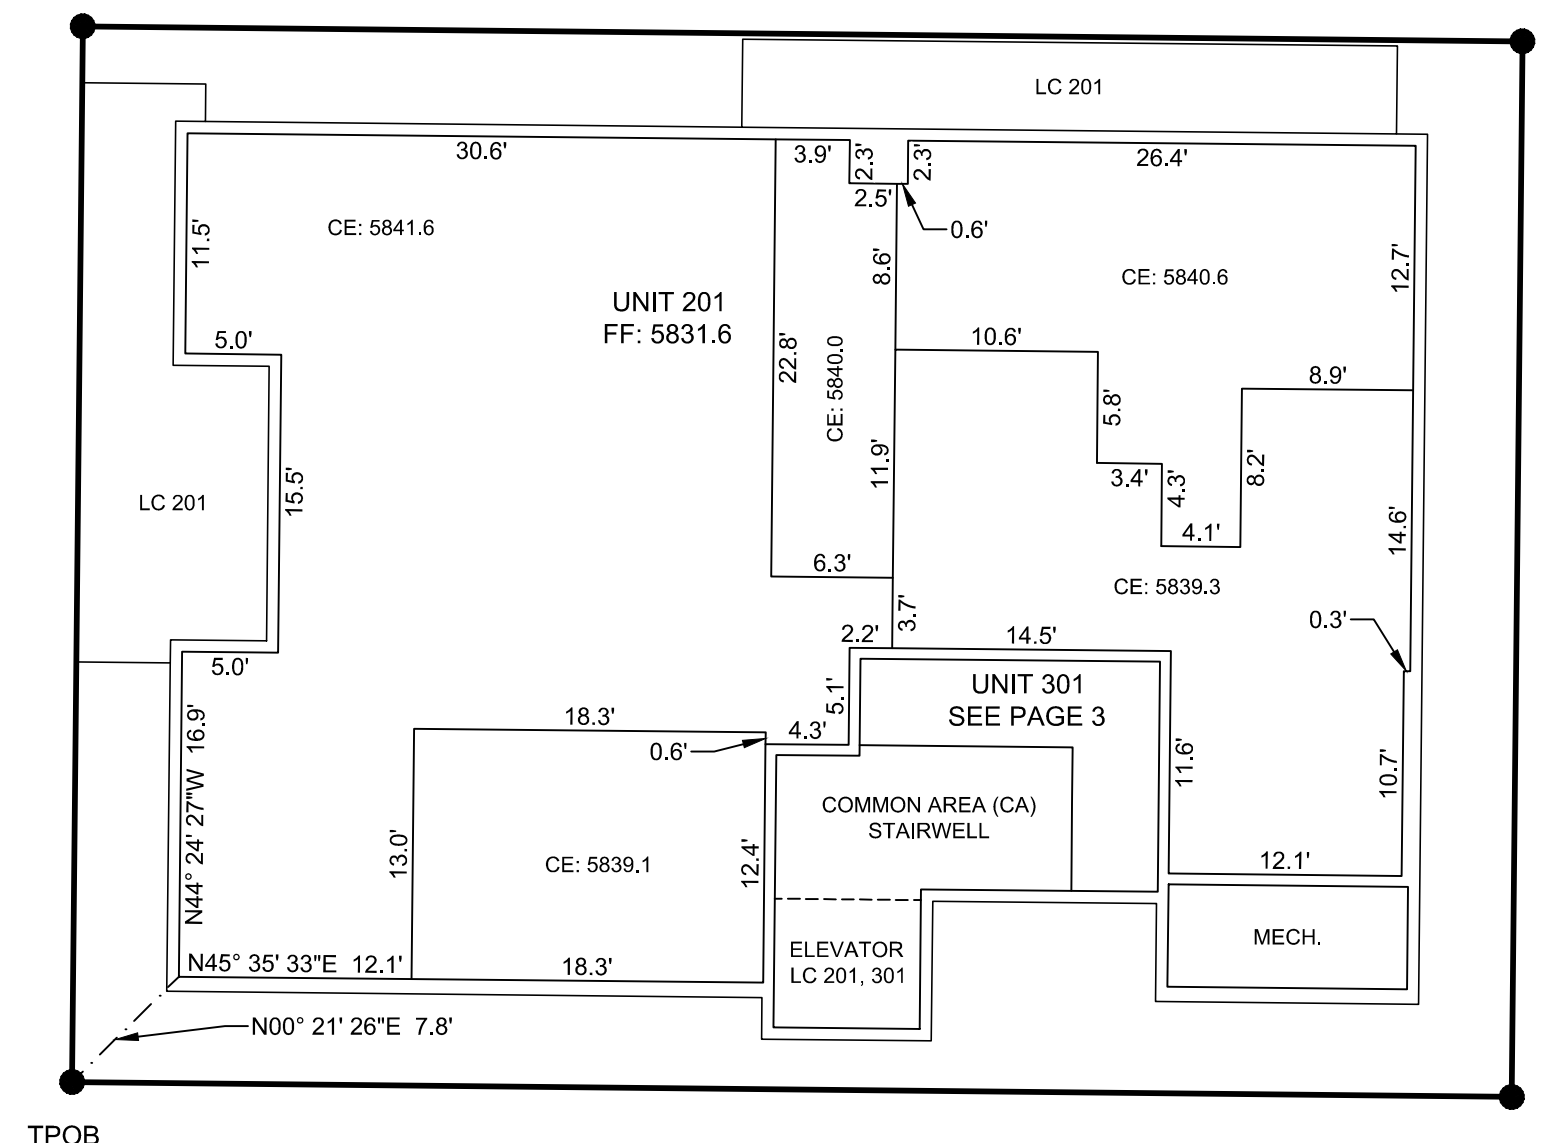 LC 201
30.6'
3.9'
2.3'
2.3'
26.4'
2.5'
0.6'
11.5'
CE: 5841.6
8.6'
12.7'
CE: 5840.6
UNIT 201
FF: 5831.6
5.0'
22.8'
CE: 5840.0
10.6'
8.9'
5.8'
11.9'
15.5'
LC 201
3.4'
4.3'
8.2'
14.6'
4.1'
6.3'
CE: 5839.3
3.7'
0.3'
2.2'
14.5'
5.0'
5.1'
UNIT 301
SEE PAGE 3
18.3'
4.3'
0.6'
11.6'
10.7'
N44° 24' 27"W 16.9'
COMMON AREA (CA)
STAIRWELL
13.0'
CE: 5839.1
12.4'
12.1'
ELEVATOR
LC 201, 301
MECH.
N45° 35' 33"E 12.1'
18.3'
N00° 21' 26"E 7.8'
TPOB